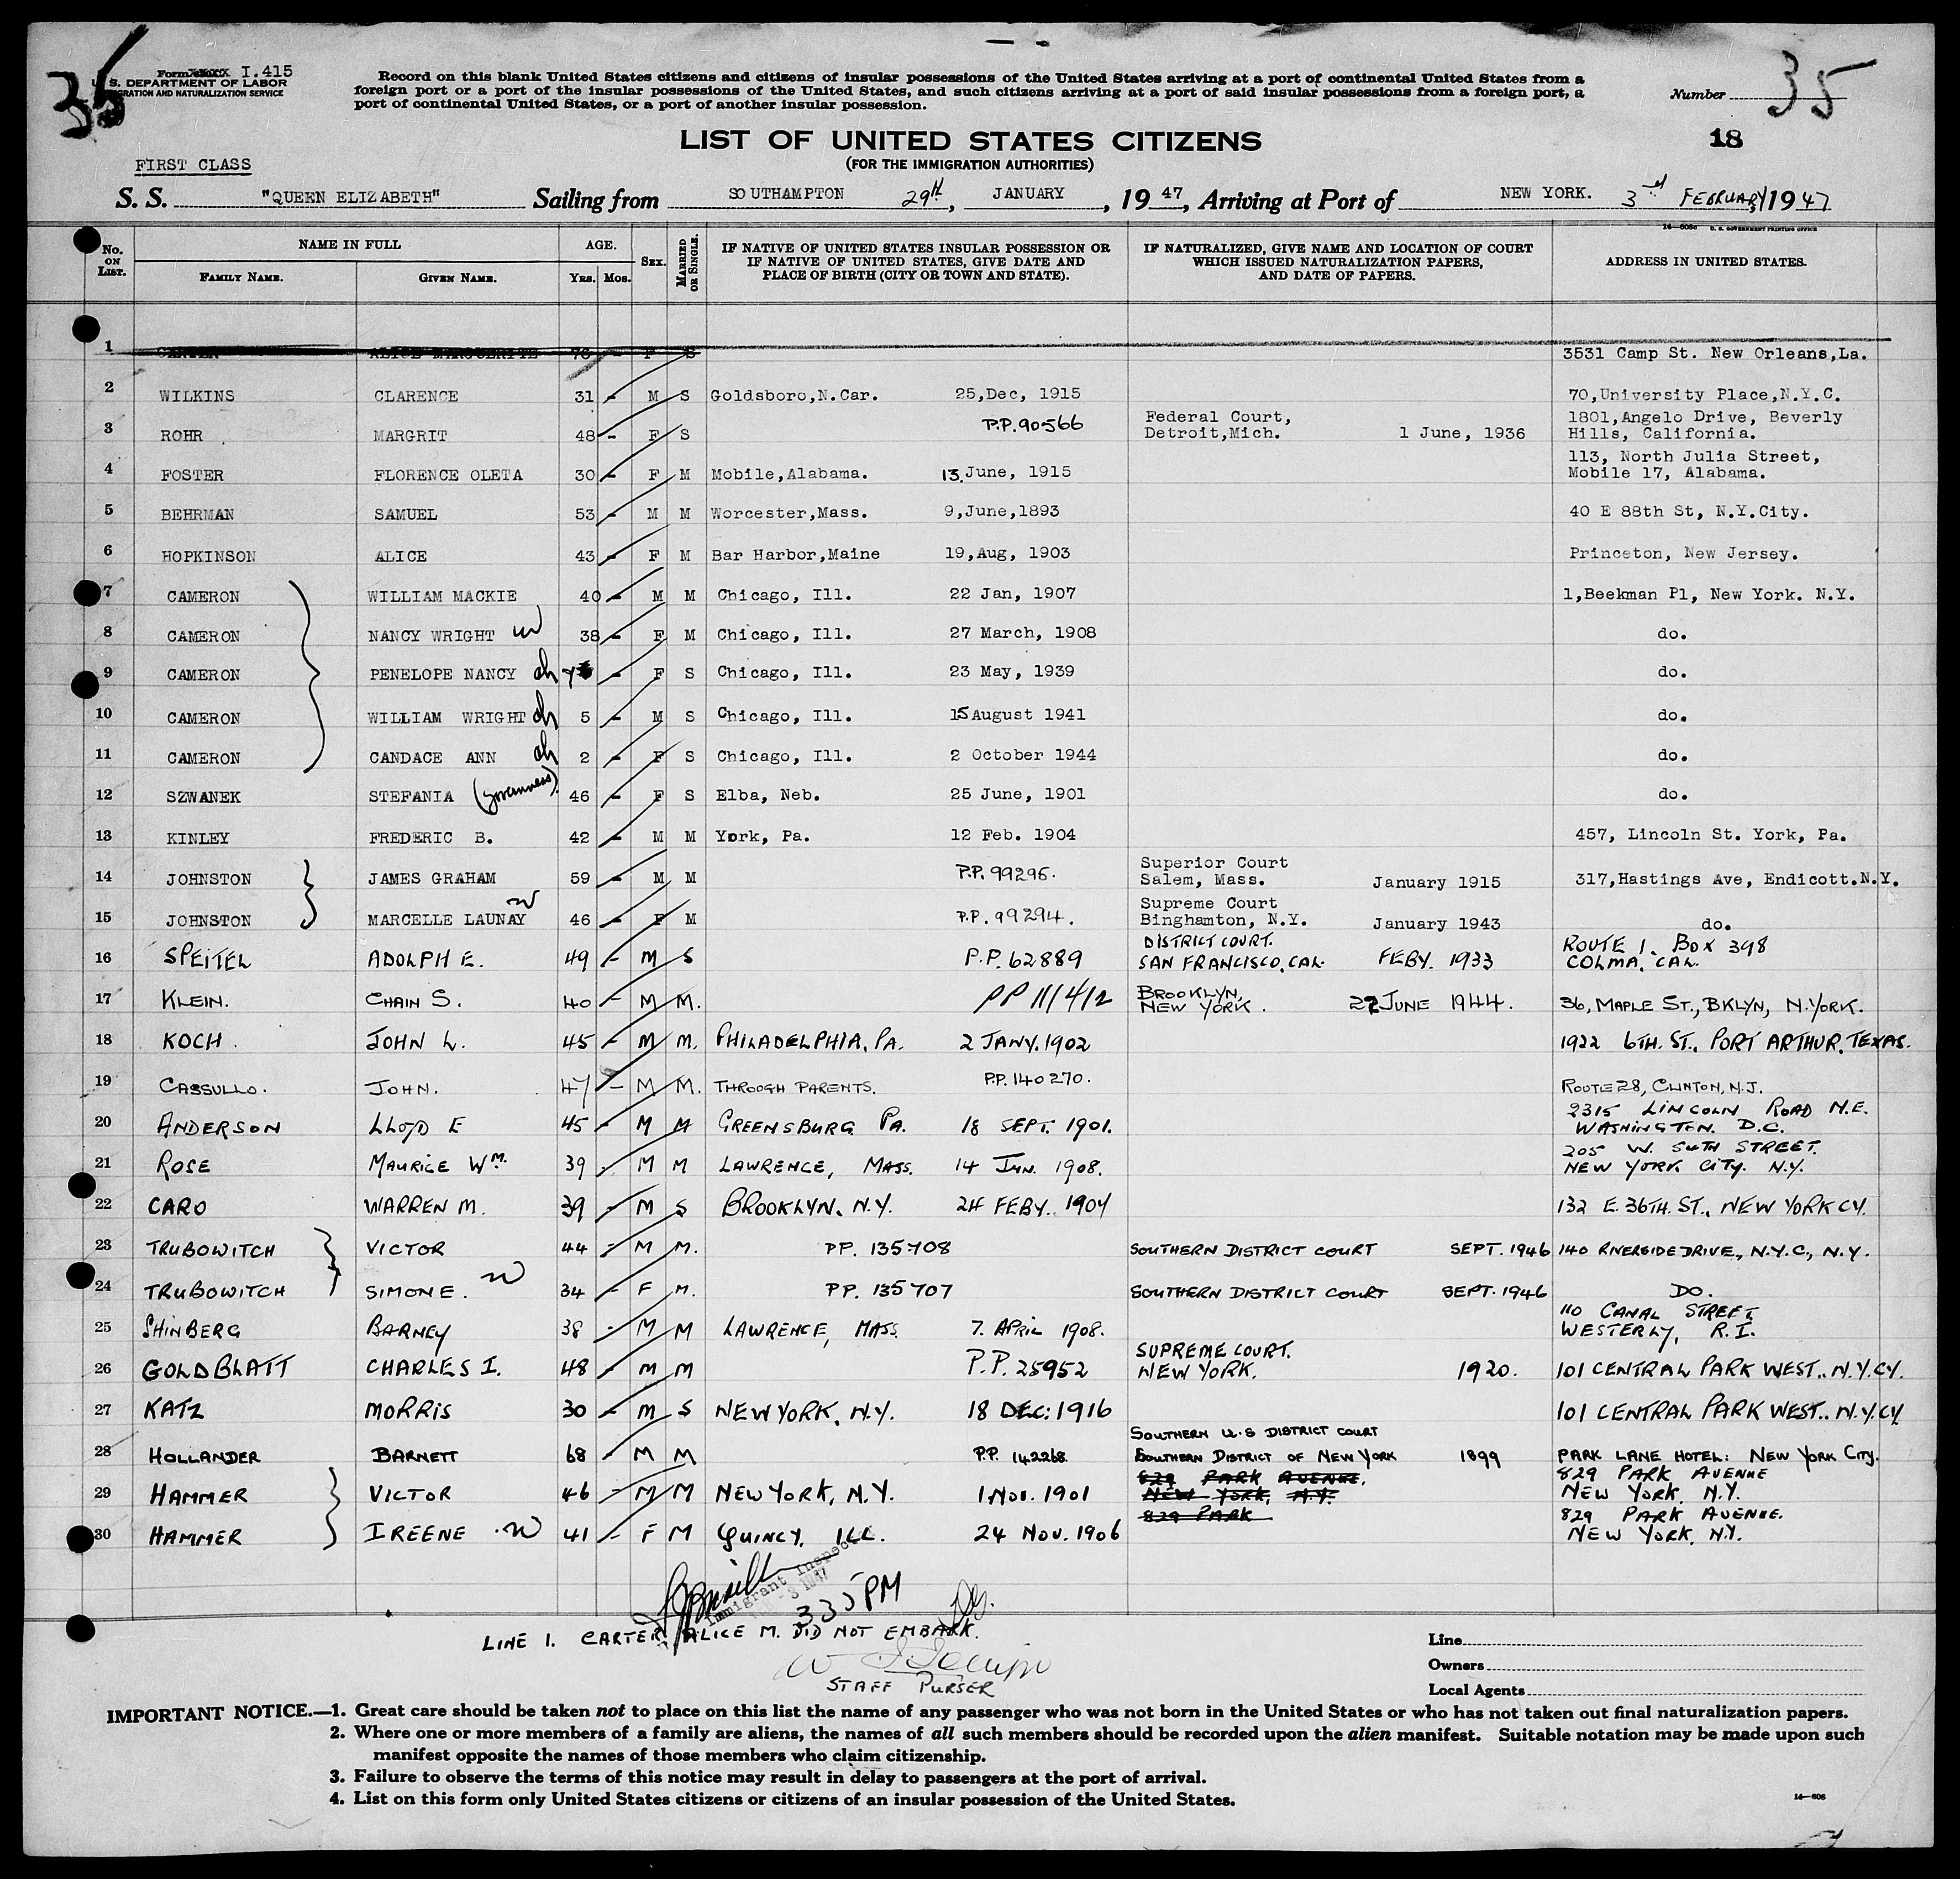 35
Form I.415
U. S. DEPARTMENT OF LABOR
IMMIGRATION AND NATURALIZATION SERVICE
Record on this blank United States citizens and citizens of insular possessions of the United States arriving at a port of continental United States from a
foreign port or a port of the insular possessions of the United States, and such citizens arriving at a port of said insular possessions from a foreign port, a
port of continental United States, or a port of another insular possession.
Number 35
18
LIST OF UNITED STATES CITIZENS
(FOR THE IMMIGRATION AUTHORITIES)
FIRST CLASS
S. S. "QUEEN ELIZABETH" Sailing from SOUTHAMPTON 29th, JANUARY, 1947, Arriving at Port of NEW YORK. 3rd FEBRUARY 1947
14—608c U. S. GOVERNMENT PRINTING OFFICE
No. ON LIST. NAME IN FULL FAMILY NAME. GIVEN NAME. AGE. YRS. MOS. SEX. MARRIED OR SINGLE. IF NATIVE OF UNITED STATES INSULAR POSSESSION OR IF NATIVE OF UNITED STATES, GIVE DATE AND PLACE OF BIRTH (CITY OR TOWN AND STATE). IF NATURALIZED, GIVE NAME AND LOCATION OF COURT WHICH ISSUED NATURALIZATION PAPERS, AND DATE OF PAPERS. ADDRESS IN UNITED STATES.
1 CARTER ALICE MARGUERITE 76 - F S 3531 Camp St. New Orleans,La.
2 WILKINS CLARENCE 31 - M S Goldsboro,N.Car. 25,Dec, 1915 70,University Place,N.Y.C.
3 ROHR MARGRIT 48 - F S P.P.90566 Federal Court, Detroit,Mich. 1 June, 1936 1801,Angelo Drive, Beverly Hills, California.
4 FOSTER FLORENCE OLETA 30 - F M Mobile,Alabama. 13.June, 1915 113, North Julia Street, Mobile 17, Alabama.
5 BEHRMAN SAMUEL 53 - M M Worcester,Mass. 9,June,1893 40 E 88th St, N.Y.City.
6 HOPKINSON ALICE 43 - F M Bar Harbor,Maine 19,Aug, 1903 Princeton, New Jersey.
7 CAMERON WILLIAM MACKIE 40 - M M Chicago, Ill. 22 Jan, 1907 1,Beekman Pl, New York. N.Y.
8 CAMERON NANCY WRIGHT w 38 - F M Chicago, Ill. 27 March, 1908 do.
9 CAMERON PENELOPE NANCY ch 7 - F S Chicago, Ill. 23 May, 1939 do.
10 CAMERON WILLIAM WRIGHT ch 5 - M S Chicago, Ill. 15 August 1941 do.
11 CAMERON CANDACE ANN ch 2 - F S Chicago, Ill. 2 October 1944 do.
12 SZWANEK STEFANIA (Governess) 46 - F S Elba, Neb. 25 June, 1901 do.
13 KINLEY FREDERIC B. 42 - M M York, Pa. 12 Feb. 1904 457, Lincoln St. York, Pa.
14 JOHNSTON JAMES GRAHAM 59 - M M P.P. 99295. Superior Court Salem, Mass. January 1915 317,Hastings Ave, Endicott.N.Y.
15 JOHNSTON MARCELLE LAUNAY w 46 - F M P.P. 99294. Supreme Court Binghamton, N.Y. January 1943 do.
16 SPEITEL ADOLPH E. 49 - M S P.P. 62889 DISTRICT COURT. SAN FRANCISCO, CAL. FEBY. 1933 ROUTE 1. BOX 398 COLMA. CAL.
17 KLEIN. CHAIN S. 40 - M M. PP 111412 BROOKLYN, NEW YORK. 27 JUNE 1944. 36, MAPLE ST., BKLYN, N.YORK.
18 KOCH. JOHN L. 45 - M M. PHILADELPHIA, PA. 2 JANY. 1902 1922 6TH. ST., PORT ARTHUR, TEXAS.
19 CASSULLO. JOHN. 47 - M M. THROUGH PARENTS. P.P. 140270. ROUTE 28, CLINTON, N.J.
20 ANDERSON LLOYD E 45 - M M GREENSBURG PA. 18 SEPT. 1901. 2315 LINCOLN ROAD N.E. WASHINGTON. D.C.
21 ROSE MAURICE WM. 39 - M M LAWRENCE, MASS. 14 JAN. 1908. 205 W. 54TH STREET. NEW YORK CITY. N.Y.
22 CARO WARREN M. 39 - M S BROOKLYN, N.Y. 24 FEBY. 1907 132 E. 36TH. ST., NEW YORK CY.
23 TRUBOWITCH VICTOR 44 - M M. PP. 135708 SOUTHERN DISTRICT COURT SEPT. 1946 140 RIVERSIDE DRIVE, N.Y.C., N.Y.
24 TRUBOWITCH SIMONE. w 34 - F M. PP. 135707 SOUTHERN DISTRICT COURT SEPT. 1946 DO.
25 SHINBERG BARNEY 38 - M M LAWRENCE, MASS. 7. APRIL 1908. 110 CANAL STREET, WESTERLY, R.I.
26 GOLDBLATT CHARLES I. 48 - M M P.P. 25952 SUPREME COURT. NEW YORK. 1920. 101 CENTRAL PARK WEST.. N.Y.CY.
27 KATZ MORRIS 30 - M S NEW YORK, N.Y. 18 DEC: 1916 101 CENTRAL PARK WEST.. N.Y.CY
28 HOLLANDER BARNETT 68 - M M P.P. 142268. SOUTHERN U.S DISTRICT COURT SOUTHERN DISTRICT OF NEW YORK 1899 PARK LANE HOTEL: NEW YORK CITY.
29 HAMMER VICTOR 46 - M M NEW YORK, N.Y. 1 NOV. 1901 829 PARK AVENUE. NEW YORK, N.Y. 829 PARK AVENUE NEW YORK. N.Y.
30 HAMMER IREENE w 41 - F M QUINCY, ILL. 24 NOV. 1906 829 PARK 829 PARK AVENUE. NEW YORK, N.Y.
Immigrant Inspector
3 1947
335 PM
LINE 1. CARTER, ALICE M. DID NOT EMBARK.
STAFF PURSER
Line
Owners
Local Agents
IMPORTANT NOTICE.—1. Great care should be taken not to place on this list the name of any passenger who was not born in the United States or who has not taken out final naturalization papers.
2. Where one or more members of a family are aliens, the names of all such members should be recorded upon the alien manifest. Suitable notation may be made upon such
manifest opposite the names of those members who claim citizenship.
3. Failure to observe the terms of this notice may result in delay to passengers at the port of arrival.
4. List on this form only United States citizens or citizens of an insular possession of the United States.
14—608